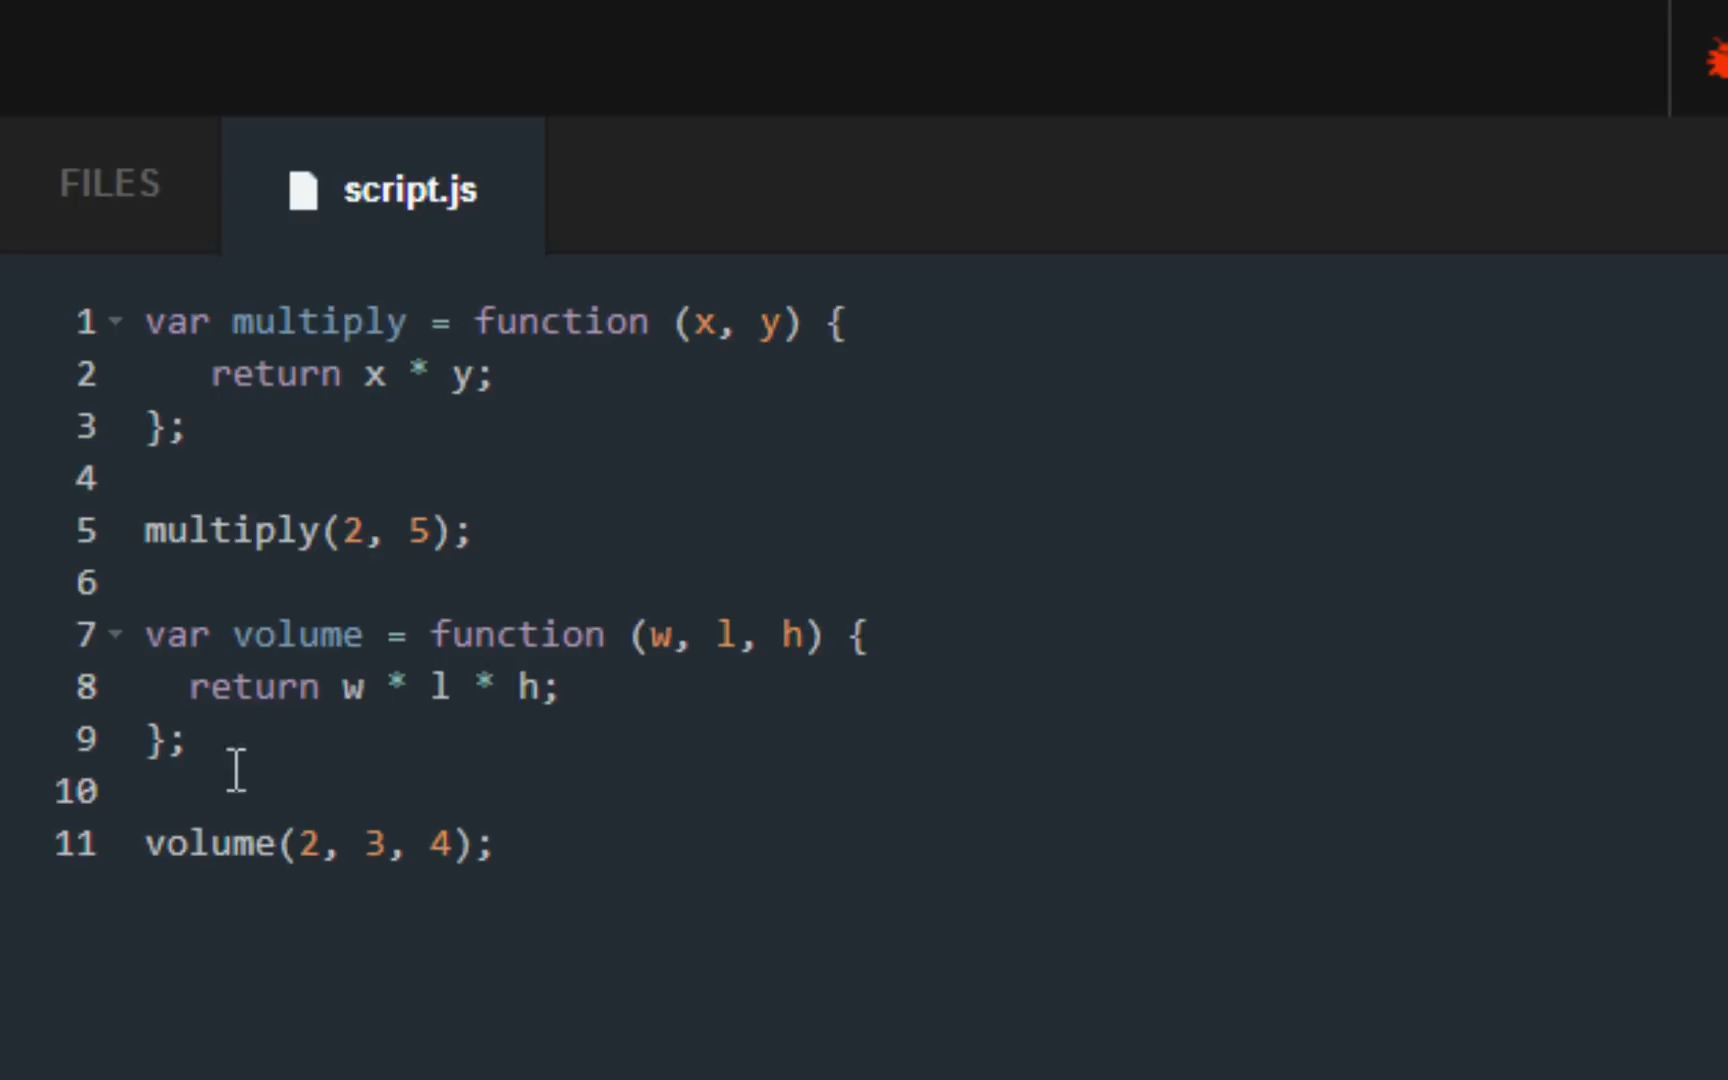 FILES script.js
1 var multiply = function (x, y) {
2    return x * y;
3 };
4
5 multiply(2, 5);
6
7 var volume = function (w, l, h) {
8   return w * l * h;
9 };
10
11 volume(2, 3, 4);